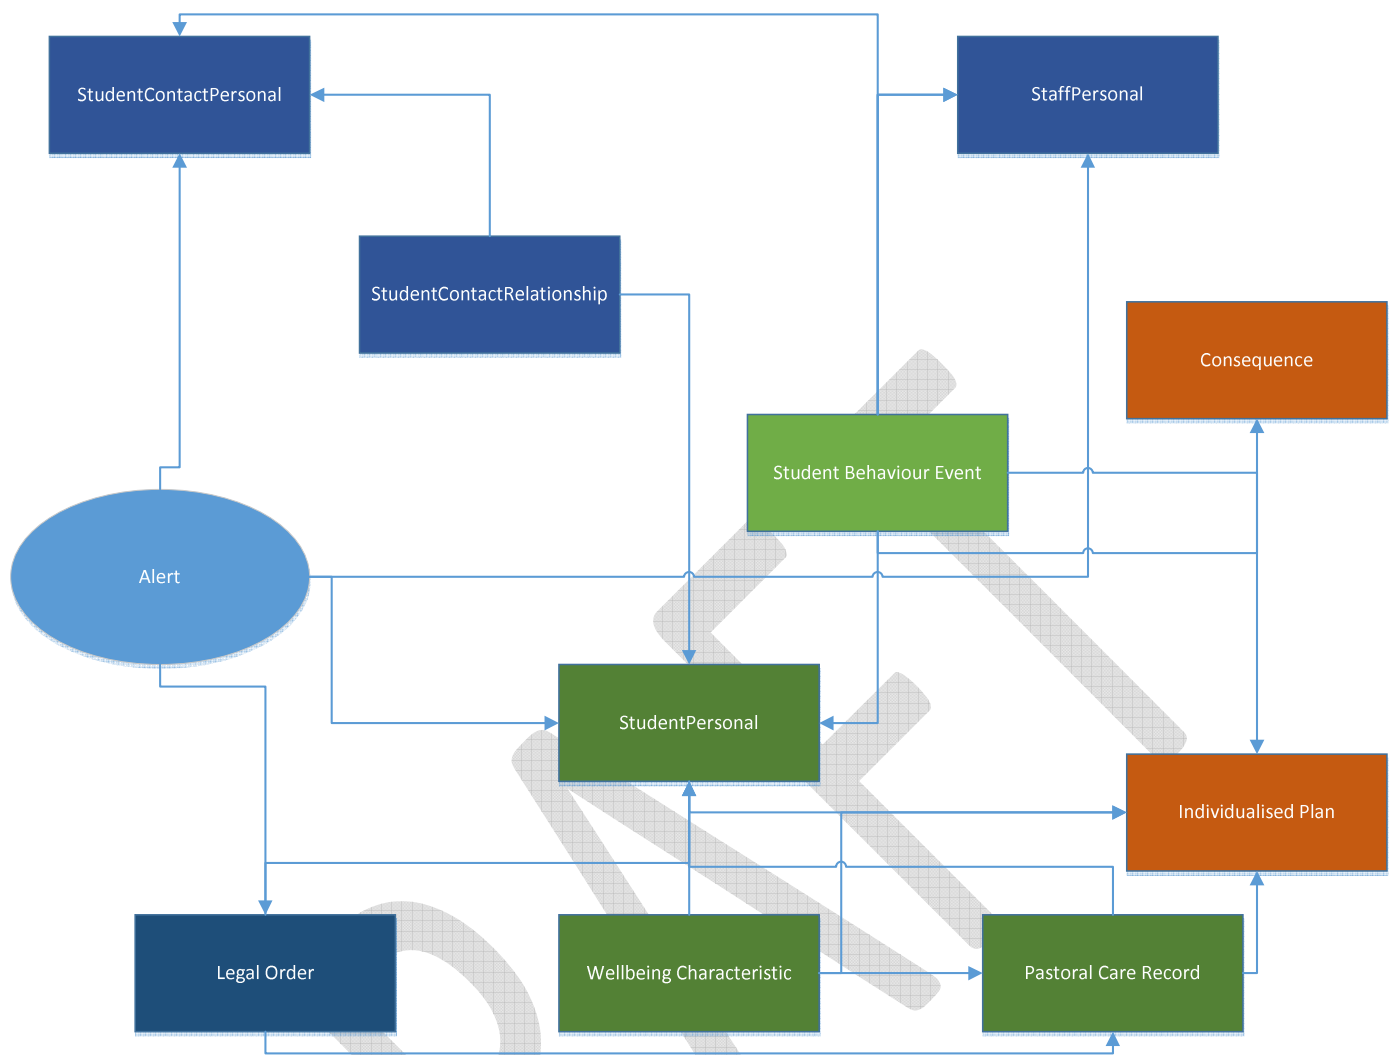 StudentContactPersonal
StaffPersonal
StudentContactRelationship
Consequence
Student Behaviour Event
Alert
StudentPersonal
Individualised Plan
Legal Order
Wellbeing Characteristic
Pastoral Care Record